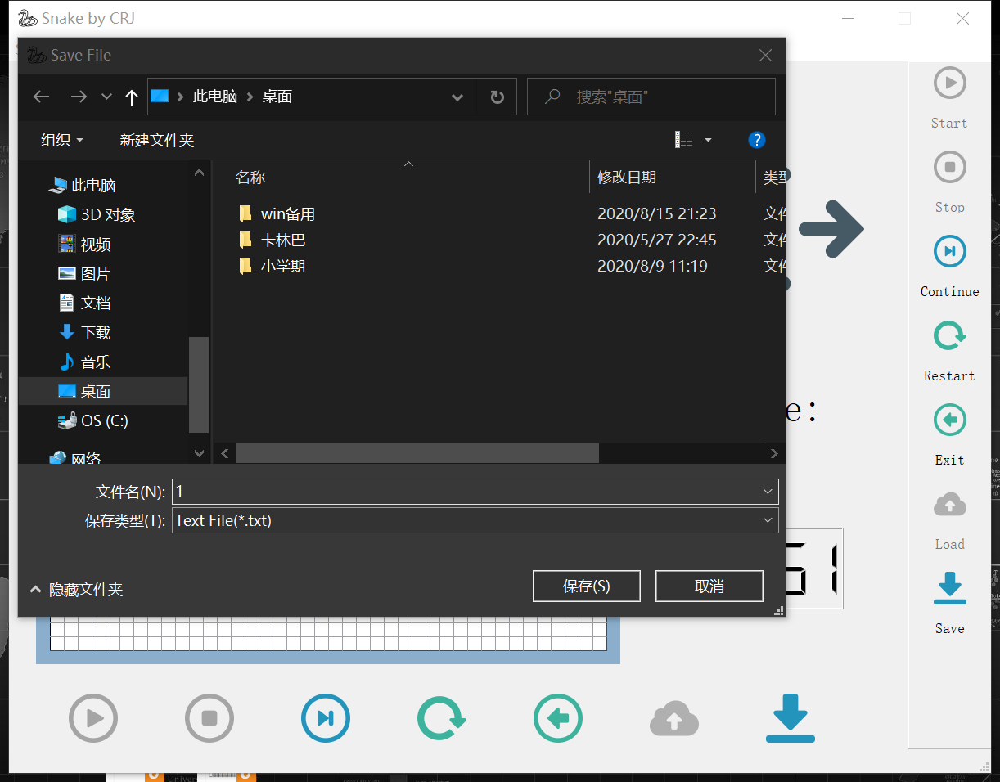 Snake by CRJ
Save File
此电脑
桌面
搜索"桌面"
组织
新建文件夹
?
此电脑
3D 对象
视频
图片
文档
下载
音乐
桌面
OS (C:)
网络
名称
修改日期
类型
win备用
2020/8/15 21:23
文件
卡林巴
2020/5/27 22:45
文件
小学期
2020/8/9 11:19
文件
文件名(N):
1
保存类型(T):
Text File(*.txt)
隐藏文件夹
保存(S)
取消
e:
61
Start
Stop
Continue
Restart
Exit
Load
Save